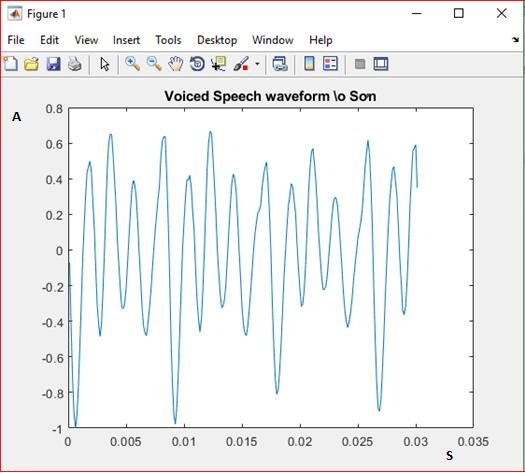 Figure 1
File Edit View Insert Tools Desktop Window Help
Voiced Speech waveform \o Son
A
0.8
0.6
0.4
0.2
0
-0.2
-0.4
-0.6
-0.8
-1
0 0.005 0.01 0.015 0.02 0.025 0.03 0.035
S